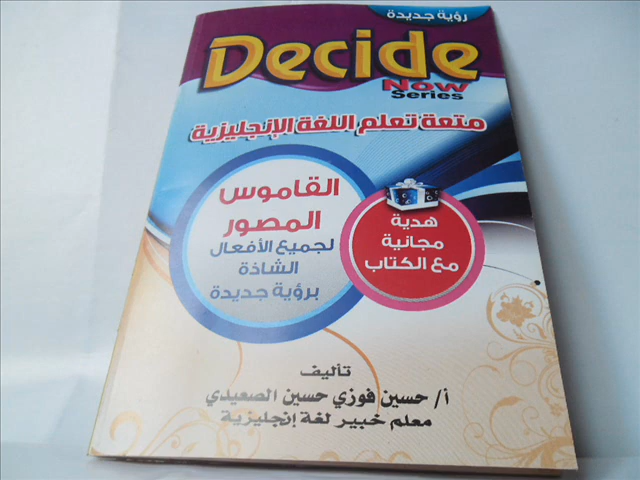 رؤية جديدة
Decide
Now
Series
متعة تعلم اللغة الإنجليزية
القاموس
المصور
لجميع الأفعال
الشاذة
برؤية جديدة
هدية
مجانية
مع الكتاب
تأليف
أ/ حسين فوزي حسين الصعيدي
معلم خبير لغة إنجليزية